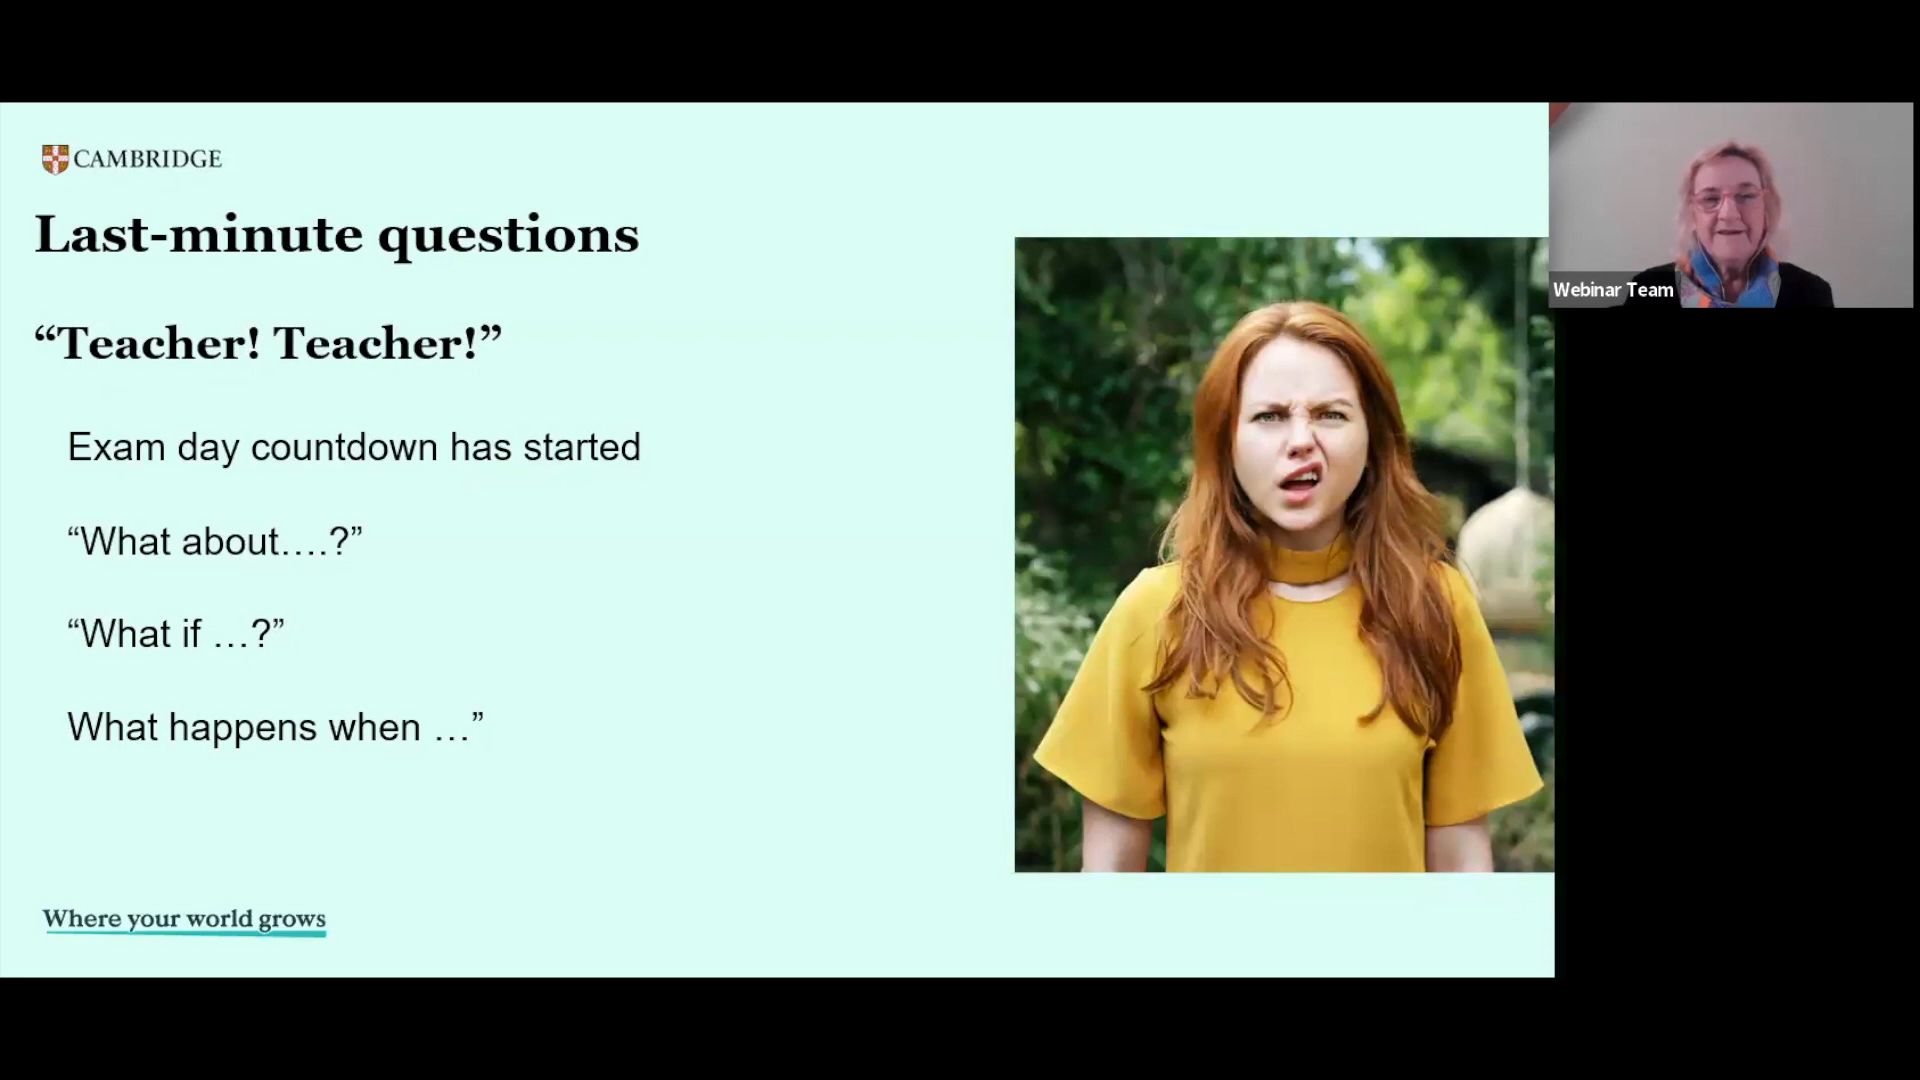 CAMBRIDGE
Last-minute questions
“Teacher! Teacher!”
Exam day countdown has started
“What about….?”
“What if …?”
What happens when …”
Where your world grows
Webinar Team